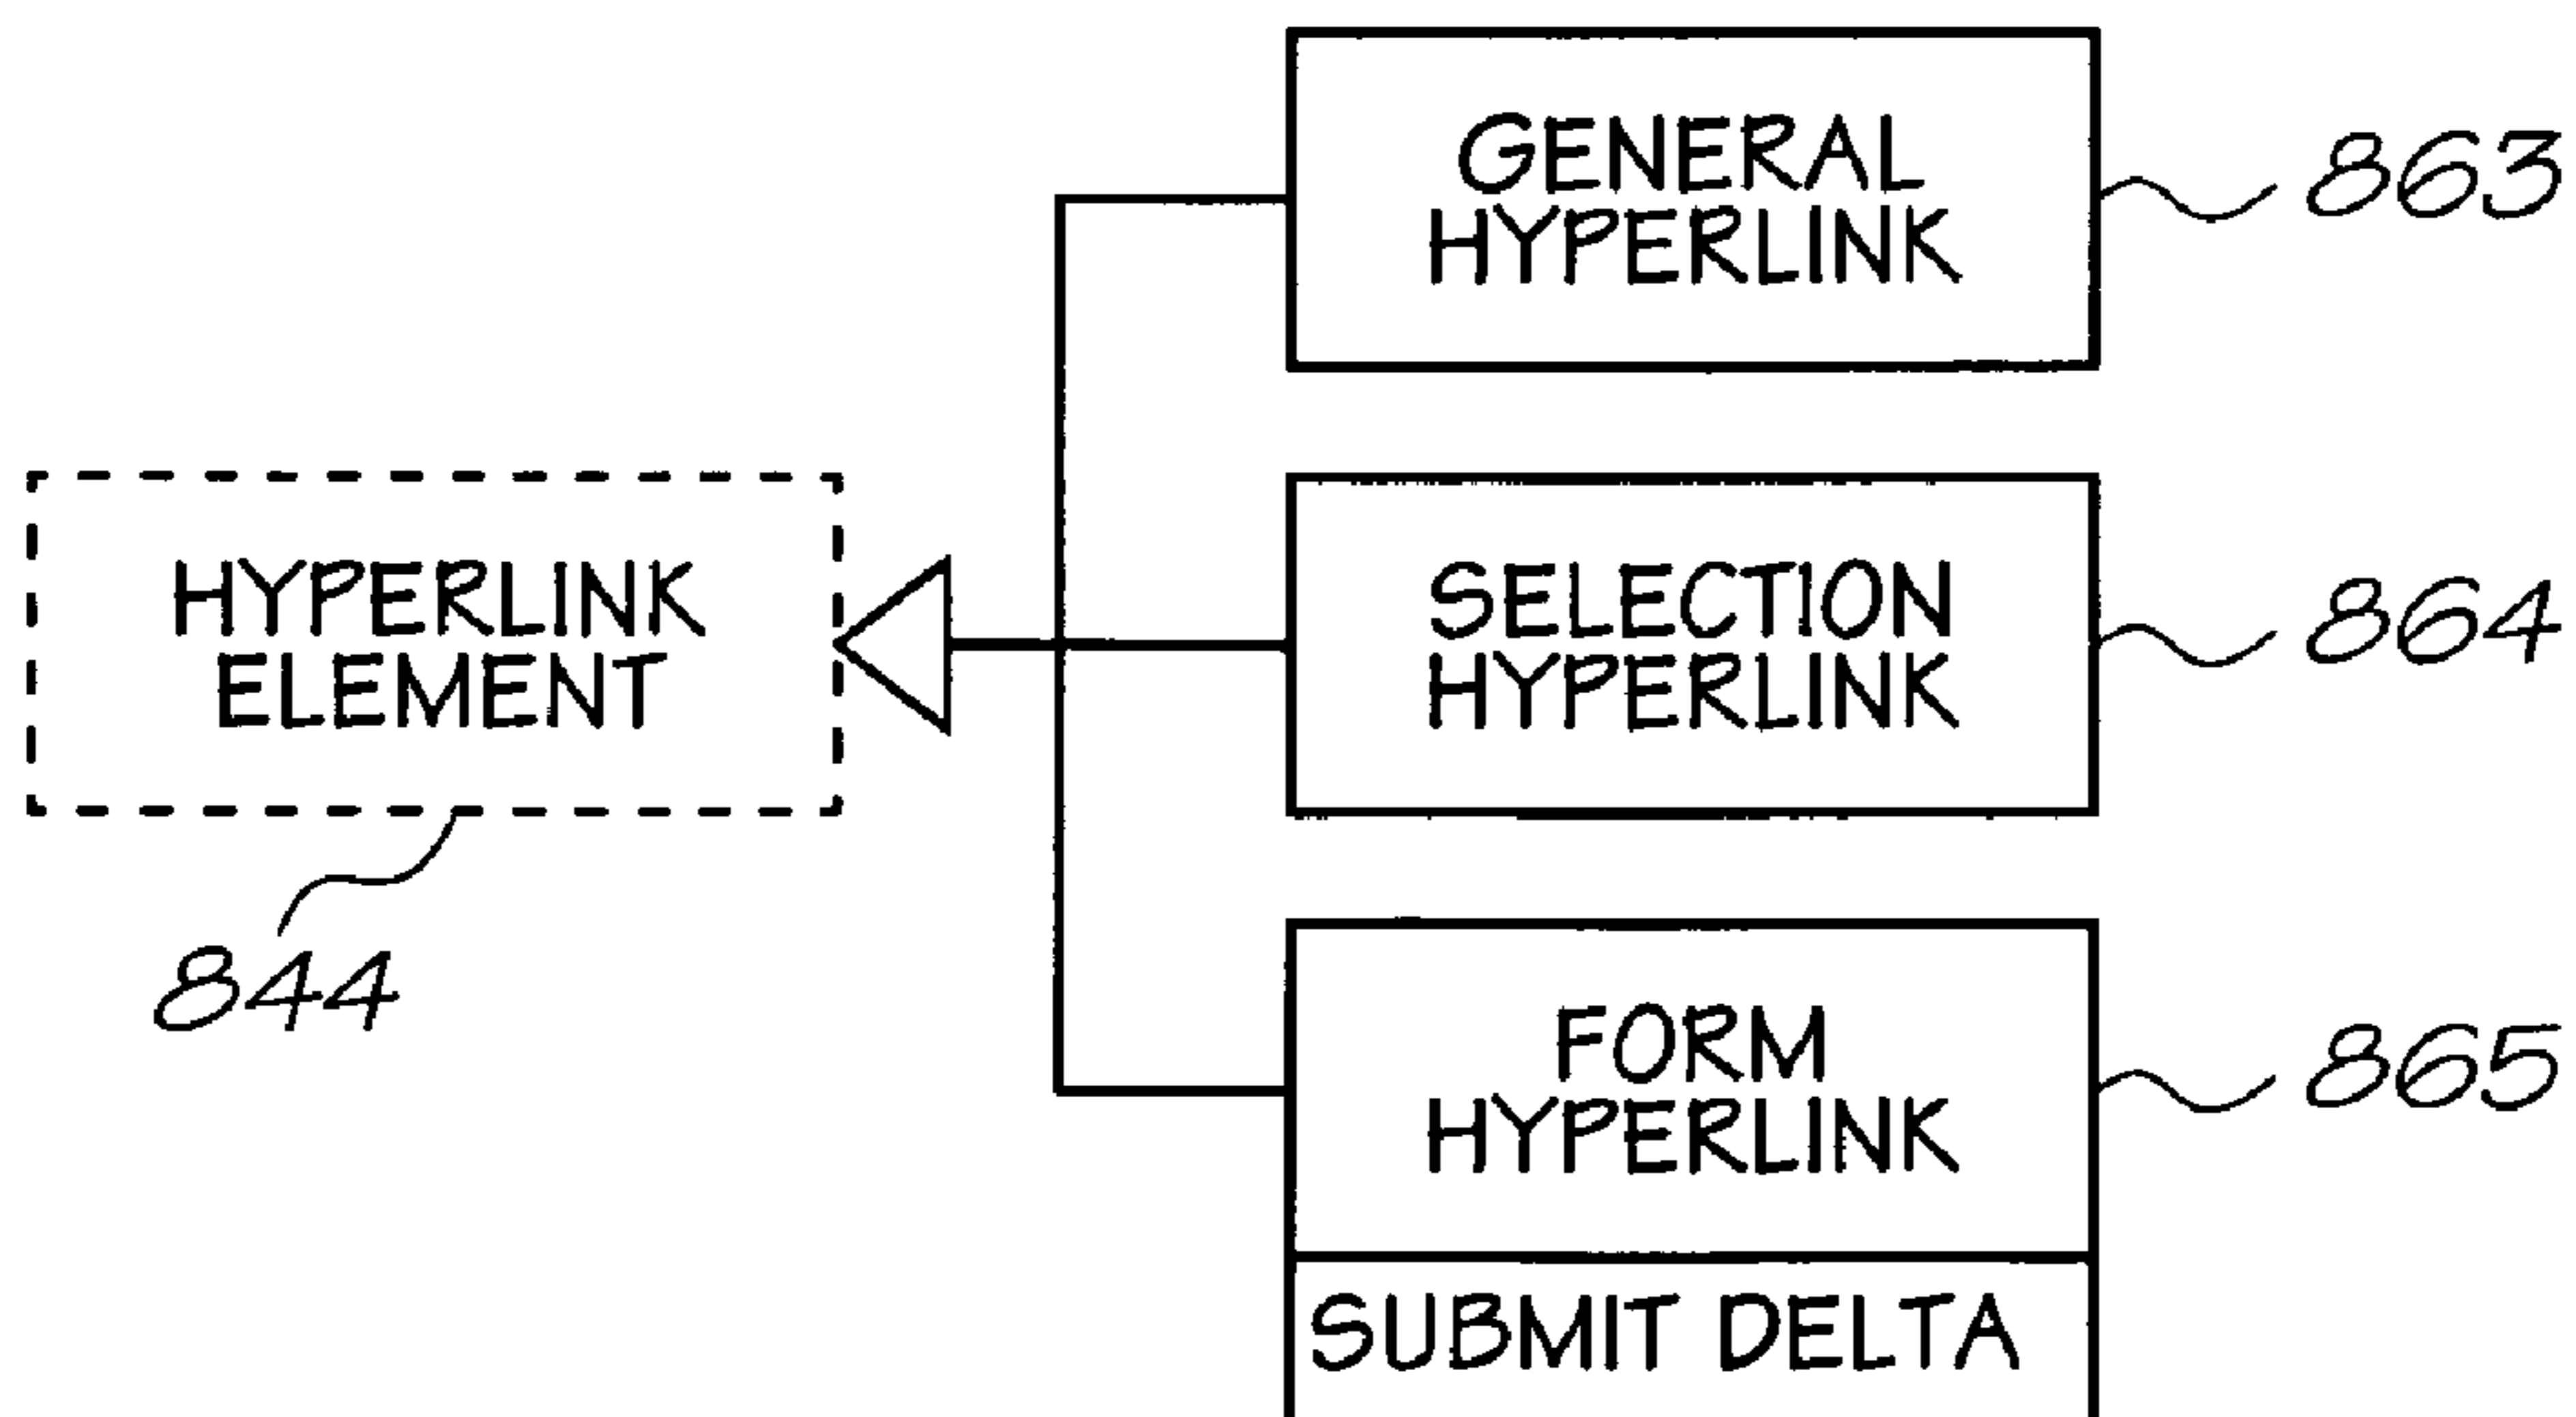 GENERAL
HYPERLINK
863
HYPERLINK
ELEMENT
844
SELECTION
HYPERLINK
864
FORM
HYPERLINK
865
SUBMIT DELTA